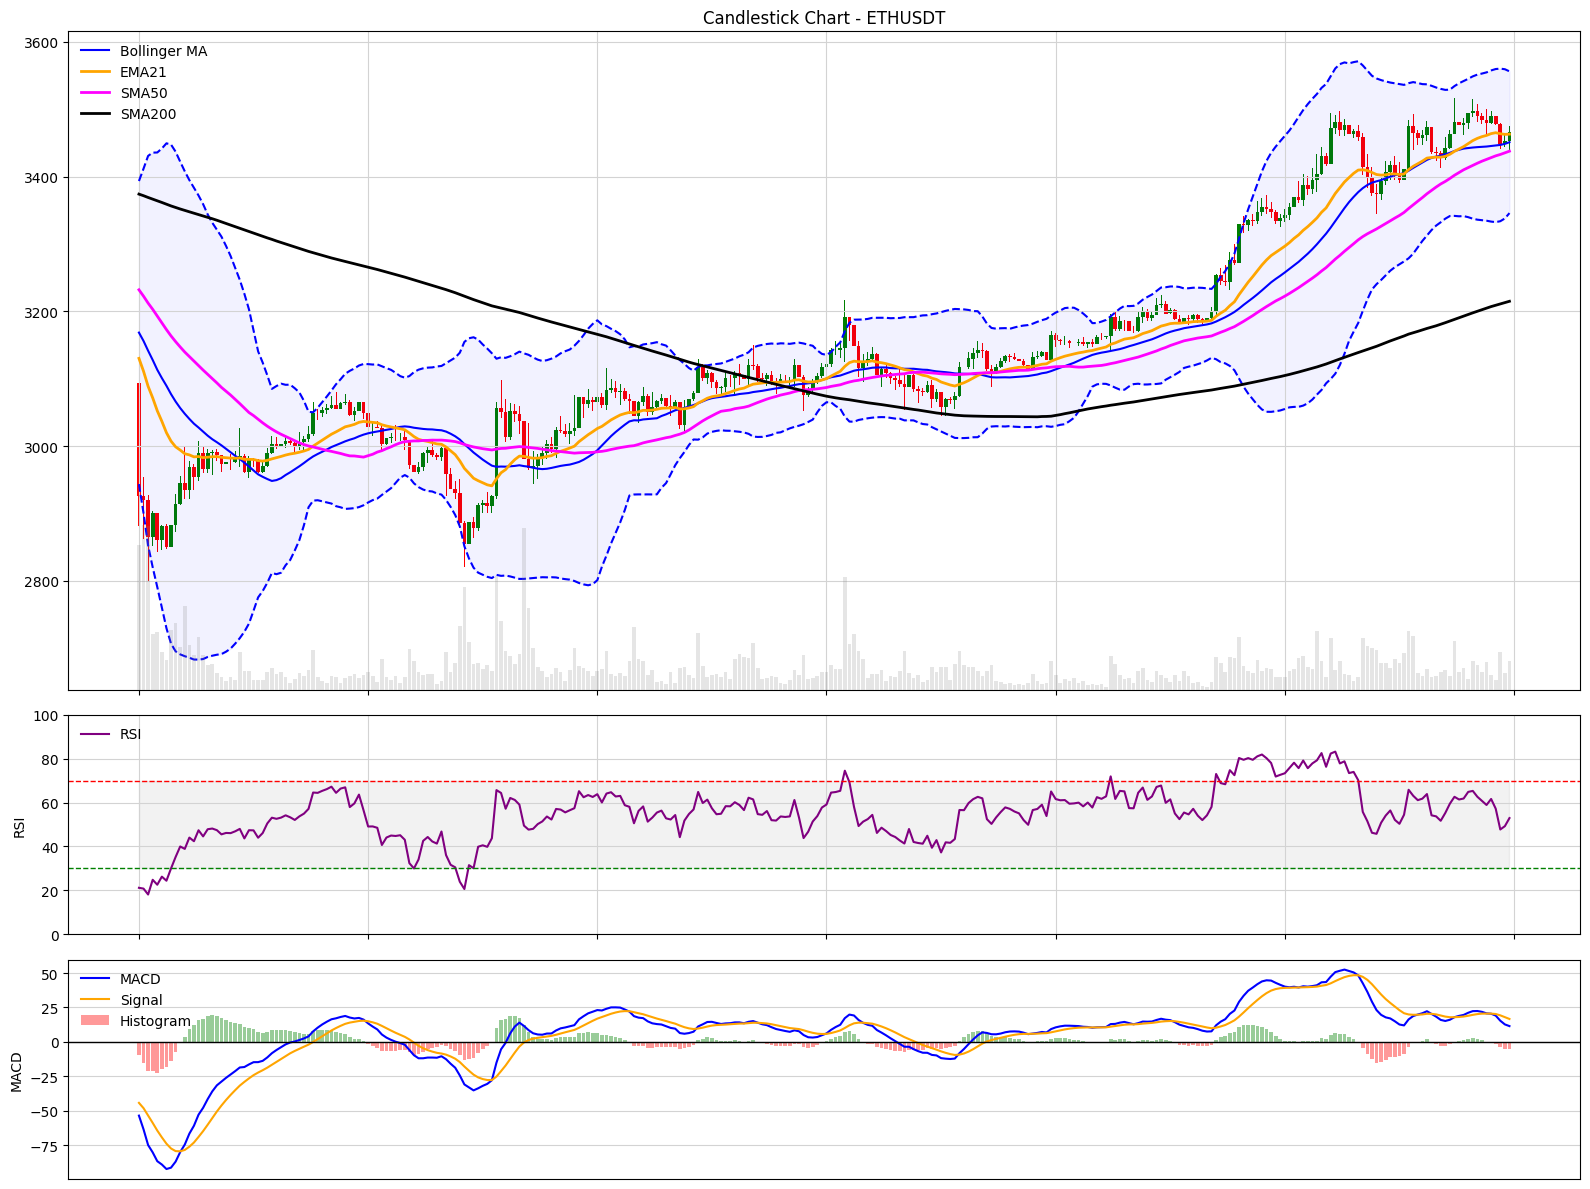 Candlestick Chart - ETHUSDT
Bollinger MA
EMA21
SMA50
SMA200
3600
3400
3200
3000
2800
RSI
100
80
60
40
20
0
RSI
MACD
Signal
Histogram
50
25
0
−25
−50
−75
MACD